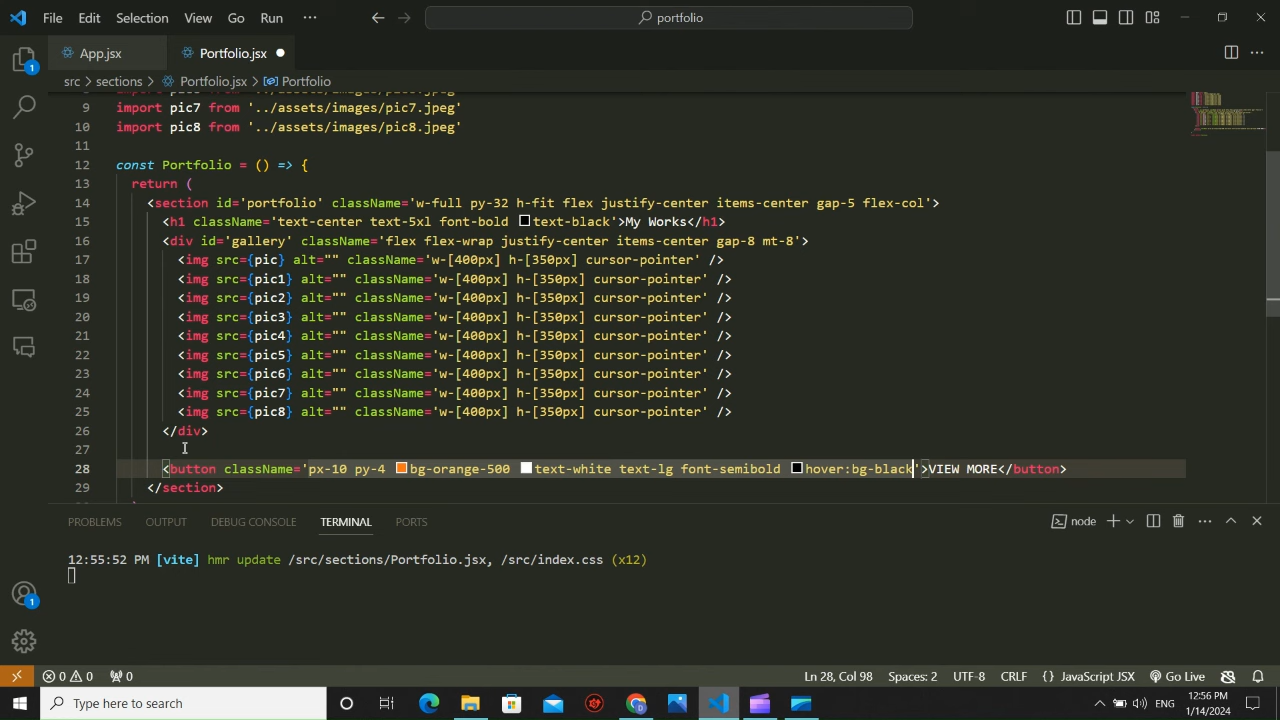 File Edit Selection View Go Run ··· portfolio
App.jsx Portfolio.jsx
src > sections > Portfolio.jsx > Portfolio
9 import pic7 from '../assets/images/pic7.jpeg'
10 import pic8 from '../assets/images/pic8.jpeg'
11
12 const Portfolio = () => {
13 return (
14 <section id='portfolio' className='w-full py-32 h-fit flex justify-center items-center gap-5 flex-col'>
15 <h1 className='text-center text-5xl font-bold text-black'>My Works</h1>
16 <div id='gallery' className='flex flex-wrap justify-center items-center gap-8 mt-8'>
17 <img src={pic} alt="" className='w-[400px] h-[350px] cursor-pointer' />
18 <img src={pic1} alt="" className='w-[400px] h-[350px] cursor-pointer' />
19 <img src={pic2} alt="" className='w-[400px] h-[350px] cursor-pointer' />
20 <img src={pic3} alt="" className='w-[400px] h-[350px] cursor-pointer' />
21 <img src={pic4} alt="" className='w-[400px] h-[350px] cursor-pointer' />
22 <img src={pic5} alt="" className='w-[400px] h-[350px] cursor-pointer' />
23 <img src={pic6} alt="" className='w-[400px] h-[350px] cursor-pointer' />
24 <img src={pic7} alt="" className='w-[400px] h-[350px] cursor-pointer' />
25 <img src={pic8} alt="" className='w-[400px] h-[350px] cursor-pointer' />
26 </div>
27
28 <button className='px-10 py-4 bg-orange-500 text-white text-lg font-semibold hover:bg-black'>VIEW MORE</button>
29 </section>
PROBLEMS OUTPUT DEBUG CONSOLE TERMINAL PORTS node
12:55:52 PM [vite] hmr update /src/sections/Portfolio.jsx, /src/index.css (x12)
0 0 0 Ln 28, Col 98 Spaces: 2 UTF-8 CRLF {} JavaScript JSX Go Live
Type here to search ENG 12:56 PM
1/14/2024